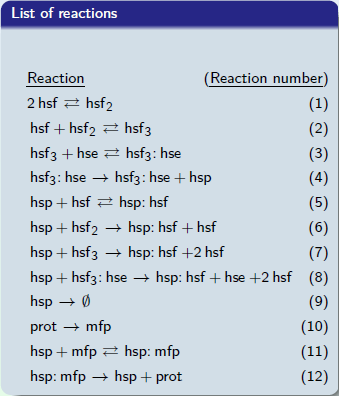 List of reactions
Reaction (Reaction number)
2 hsf ⇄ hsf₂ (1)
hsf + hsf₂ ⇄ hsf₃ (2)
hsf₃ + hse ⇄ hsf₃: hse (3)
hsf₃: hse → hsf₃: hse + hsp (4)
hsp + hsf ⇄ hsp: hsf (5)
hsp + hsf₂ → hsp: hsf + hsf (6)
hsp + hsf₃ → hsp: hsf +2 hsf (7)
hsp + hsf₃: hse → hsp: hsf + hse +2 hsf (8)
hsp → ∅ (9)
prot → mfp (10)
hsp + mfp ⇄ hsp: mfp (11)
hsp: mfp → hsp + prot (12)